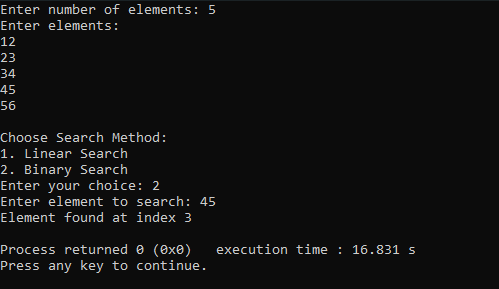 Enter number of elements: 5
Enter elements:
12
23
34
45
56
Choose Search Method:
1. Linear Search
2. Binary Search
Enter your choice: 2
Enter element to search: 45
Element found at index 3
Process returned 0 (0x0)   execution time : 16.831 s
Press any key to continue.